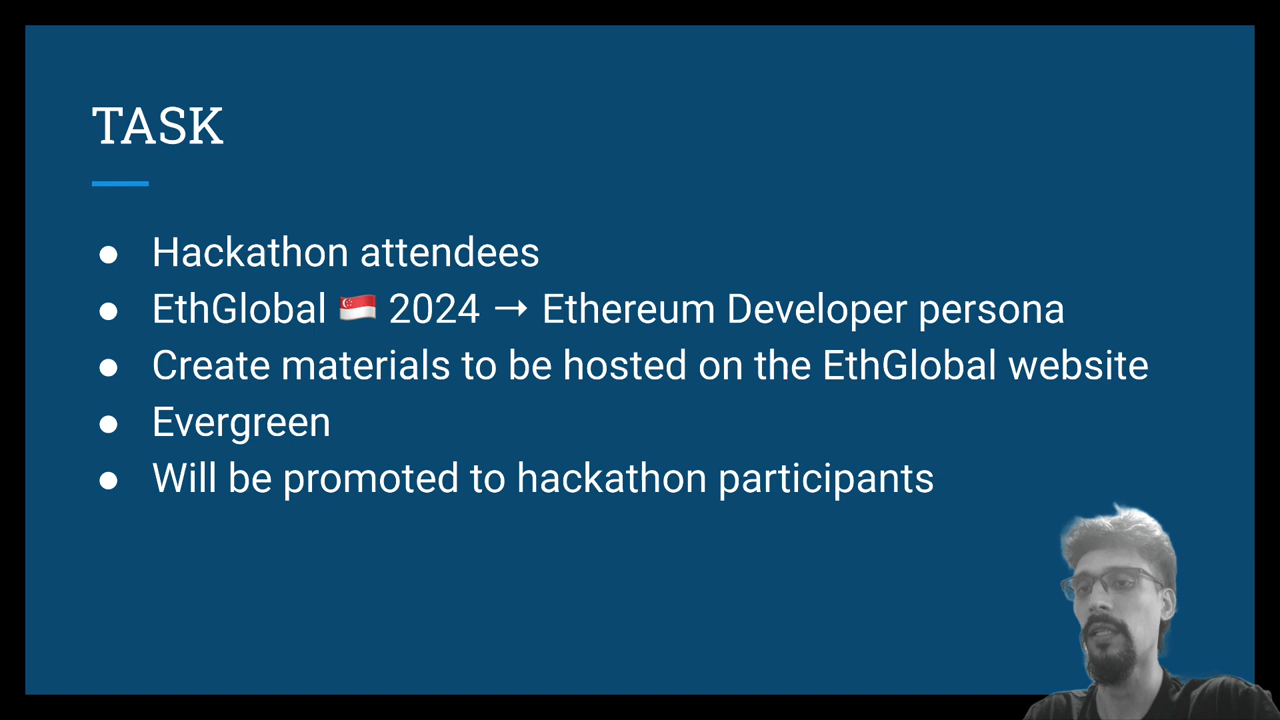 TASK
● Hackathon attendees
● EthGlobal 🇸🇬 2024 → Ethereum Developer persona
● Create materials to be hosted on the EthGlobal website
● Evergreen
● Will be promoted to hackathon participants